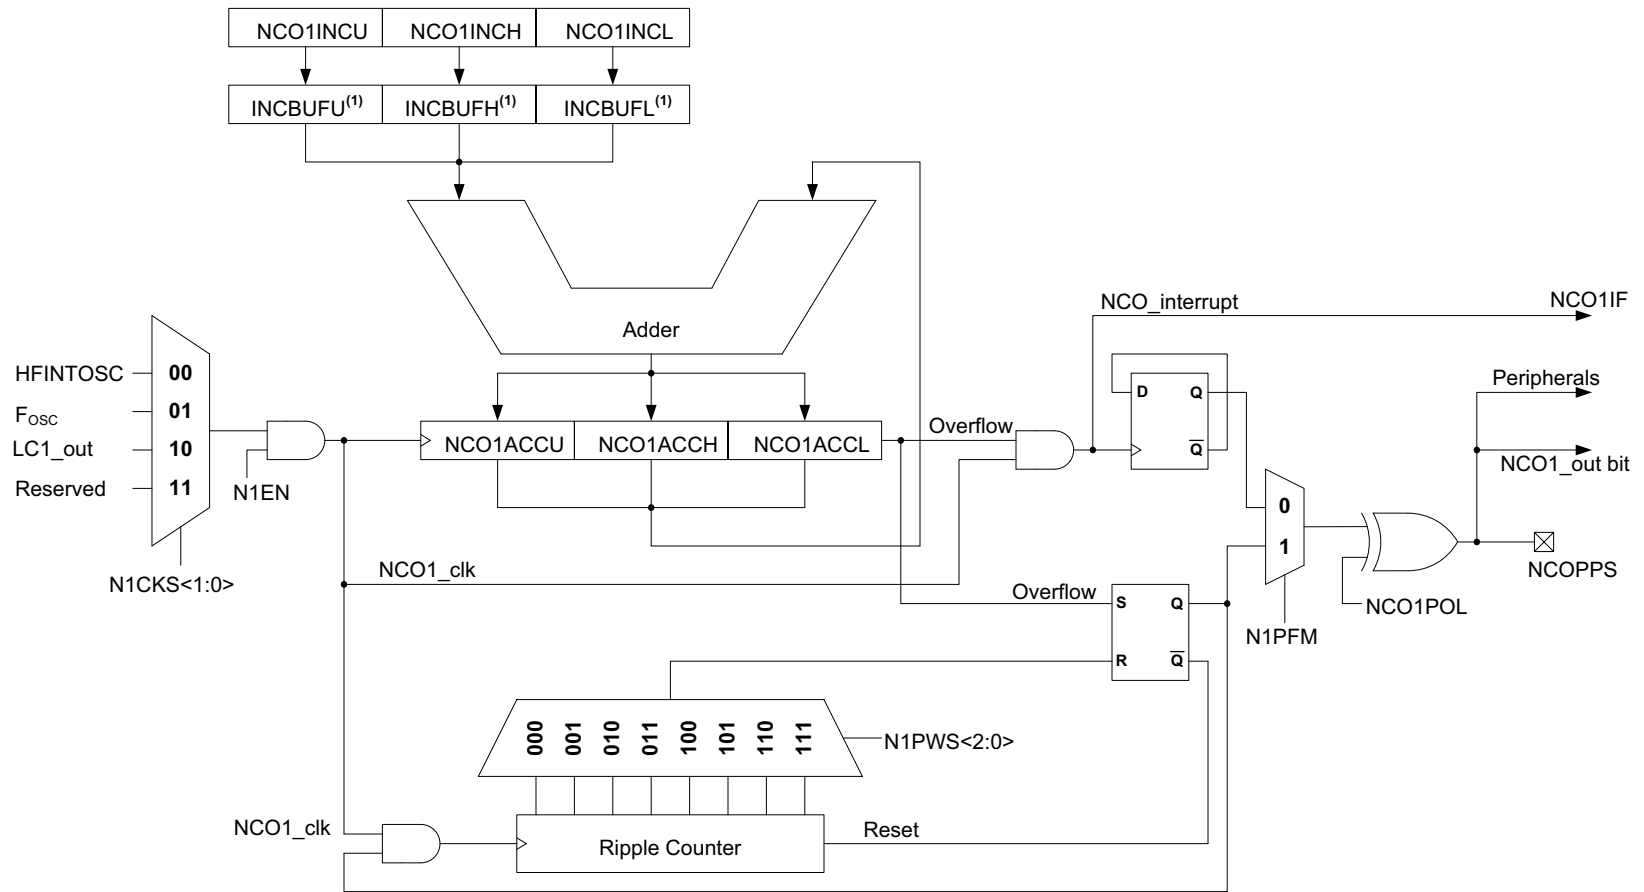 NCO1INCU NCO1INCH NCO1INCL
INCBUFU(1) INCBUFH(1) INCBUFL(1)
Adder
NCO_interrupt
NCO1IF
HFINTOSC 00
FOSC 01
LC1_out 10
Reserved 11
N1CKS<1:0>
N1EN
NCO1ACCU NCO1ACCH NCO1ACCL
Overflow
D Q
Q̅
Peripherals
NCO1_out bit
0
1
NCOPPS
NCO1POL
N1PFM
NCO1_clk
Overflow
S Q
R Q̅
000 001 010 011 100 101 110 111
N1PWS<2:0>
NCO1_clk
Ripple Counter
Reset